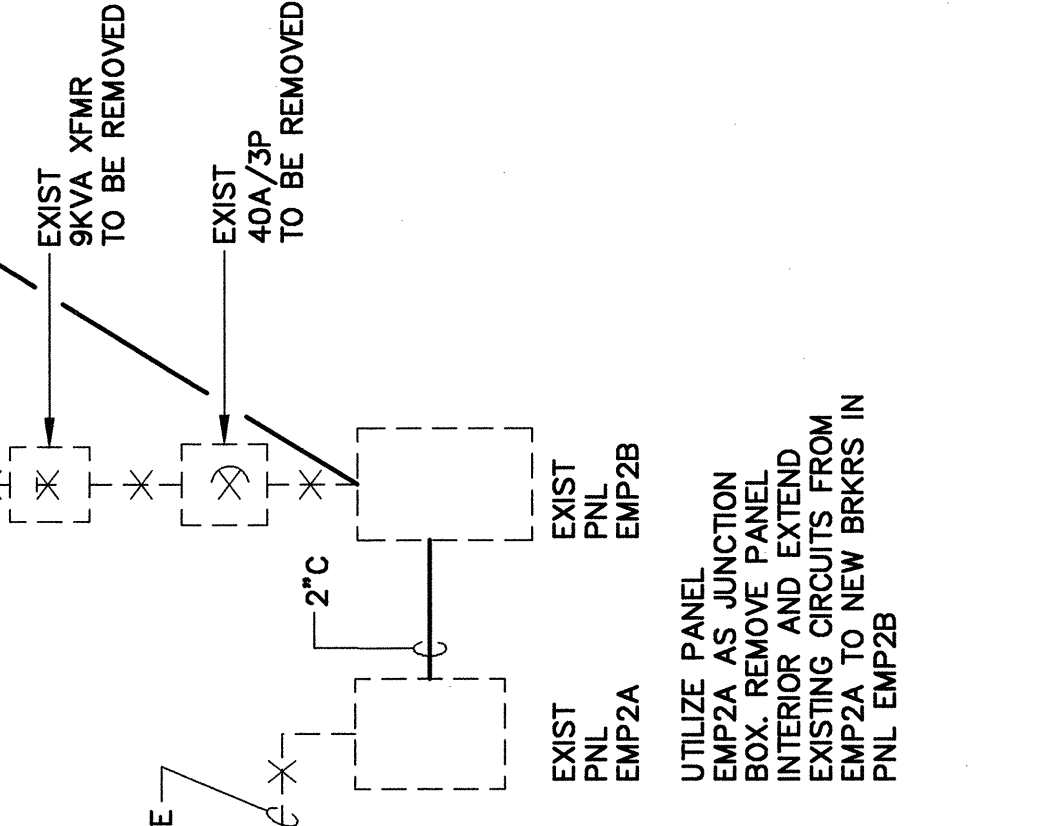 EXIST
9KVA XFMR
TO BE REMOVED
EXIST
40A/3P
TO BE REMOVED
2"C
EXIST
PNL
EMP2B
EXIST
PNL
EMP2A
E
UTILIZE PANEL
EMP2A AS JUNCTION
BOX. REMOVE PANEL
INTERIOR AND EXTEND
EXISTING CIRCUITS FROM
EMP2A TO NEW BRKRS IN
PNL EMP2B